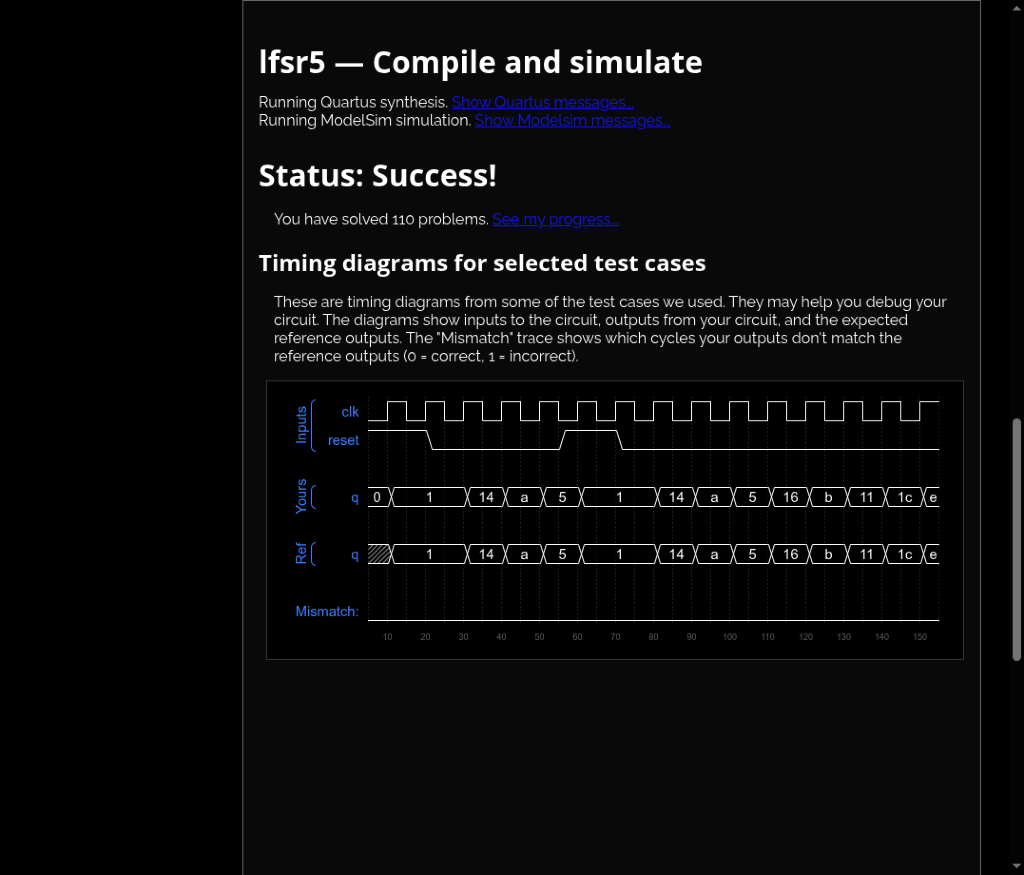 lfsr5 — Compile and simulate
Running Quartus synthesis. Show Quartus messages...
Running ModelSim simulation. Show Modelsim messages...
Status: Success!
You have solved 110 problems. See my progress...
Timing diagrams for selected test cases
These are timing diagrams from some of the test cases we used. They may help you debug your
circuit. The diagrams show inputs to the circuit, outputs from your circuit, and the expected
reference outputs. The "Mismatch" trace shows which cycles your outputs don't match the
reference outputs (0 = correct, 1 = incorrect).
Inputs
clk
reset
Yours
q 0 1 14 a 5 1 14 a 5 16 b 11 1c e
Ref
q 1 14 a 5 1 14 a 5 16 b 11 1c e
Mismatch:
10 20 30 40 50 60 70 80 90 100 110 120 130 140 150